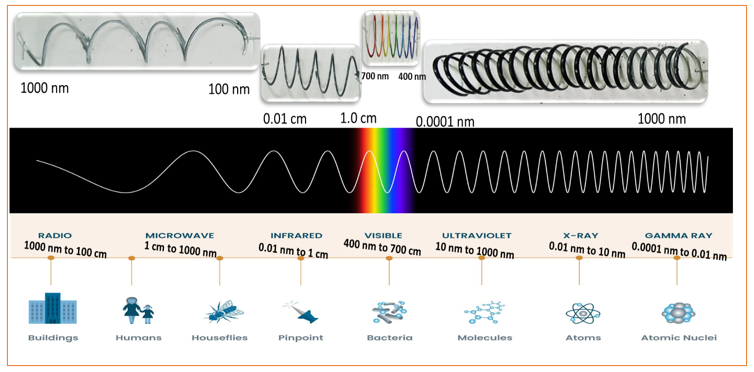 1000 nm
100 nm
0.01 cm
1.0 cm
700 nm
400 nm
0.0001 nm
1000 nm
RADIO
1000 nm to 100 cm
MICROWAVE
1 cm to 1000 nm
INFRARED
0.01 nm to 1 cm
VISIBLE
400 nm to 700 cm
ULTRAVIOLET
10 nm to 1000 nm
X-RAY
0.01 nm to 10 nm
GAMMA RAY
0.0001 nm to 0.01 nm
Buildings
Humans
Houseflies
Pinpoint
Bacteria
Molecules
Atoms
Atomic Nuclei